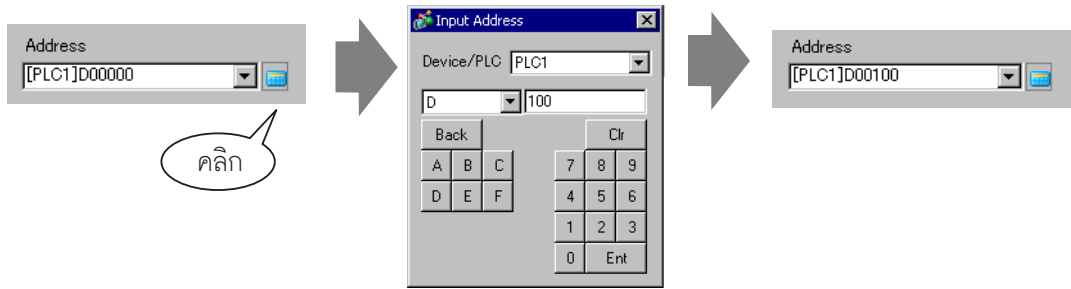 Address
[PLC1]D00000
คลิก
Input Address
Device/PLC PLC1
D 100
Back Clr
A B C 7 8 9
D E F 4 5 6
1 2 3
0 Ent
Address
[PLC1]D00100